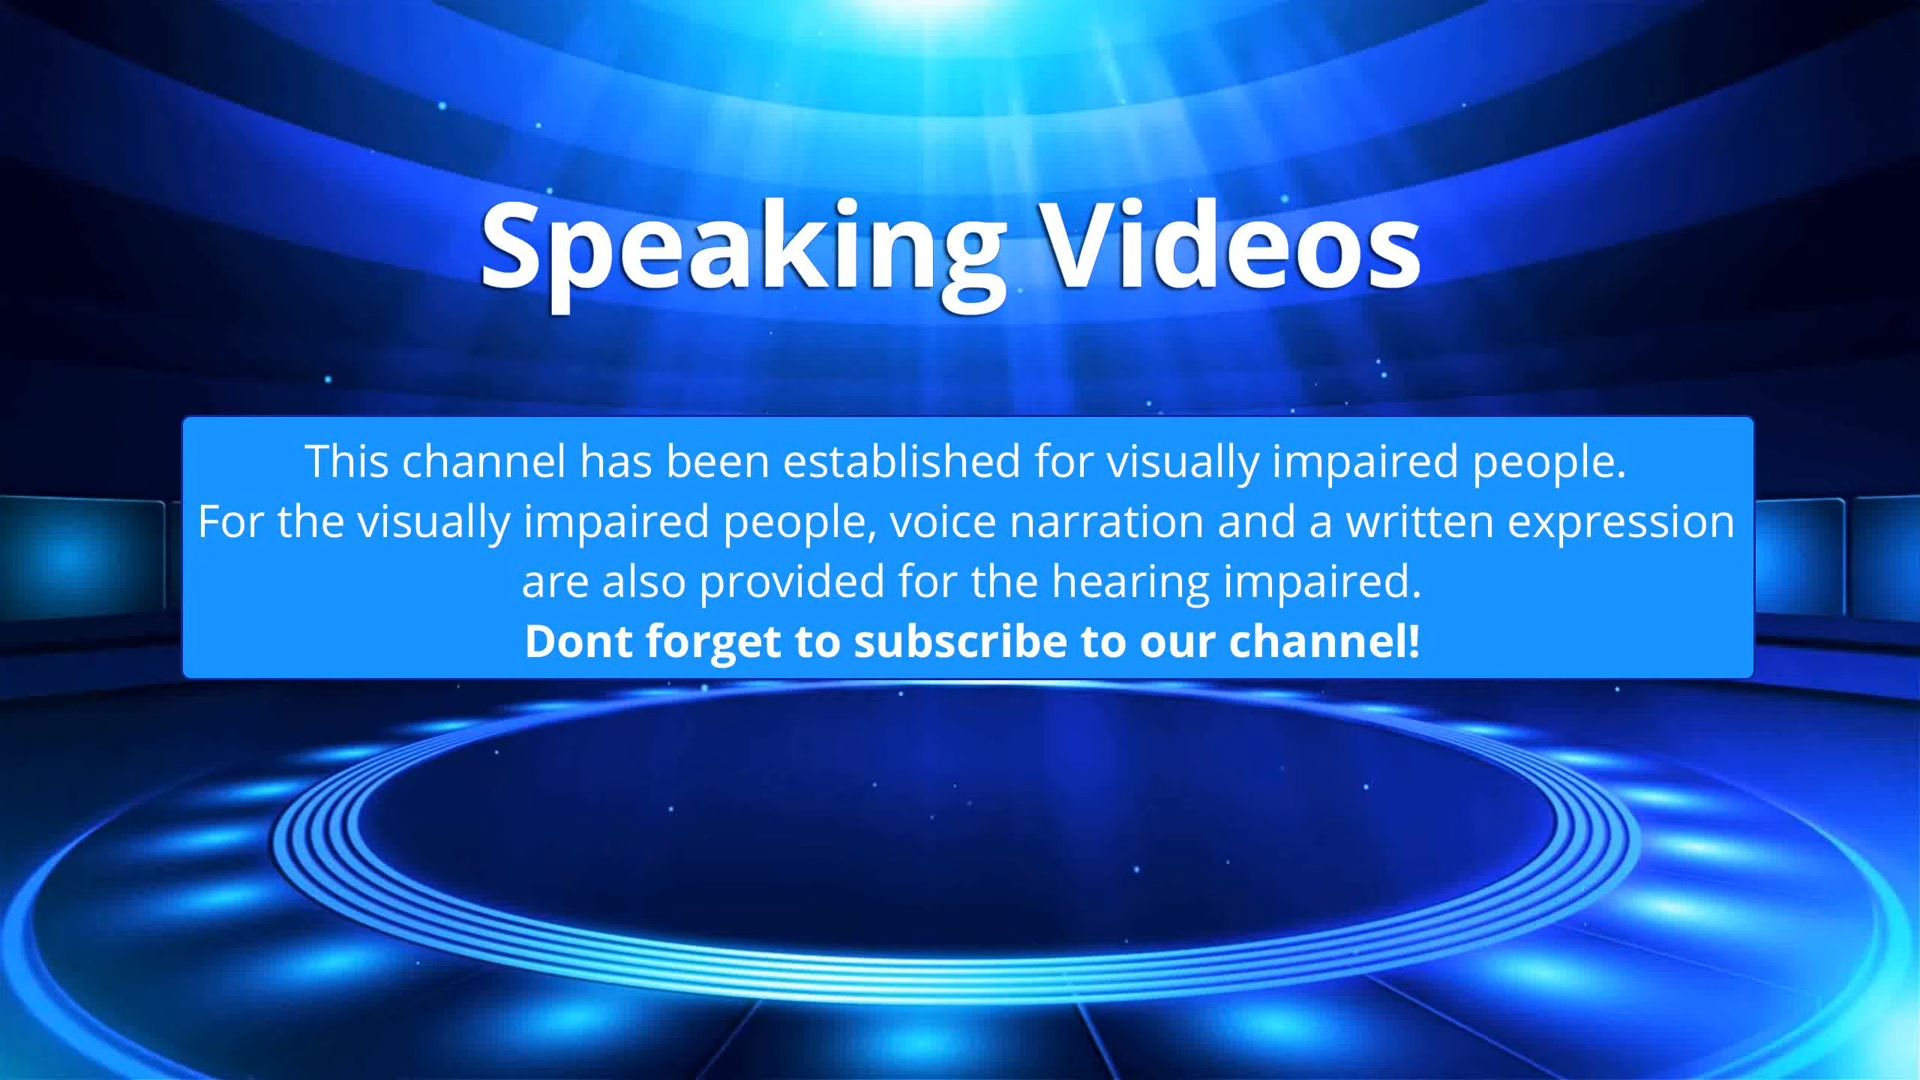 Speaking Videos
This channel has been established for visually impaired people.
For the visually impaired people, voice narration and a written expression
are also provided for the hearing impaired.
Dont forget to subscribe to our channel!